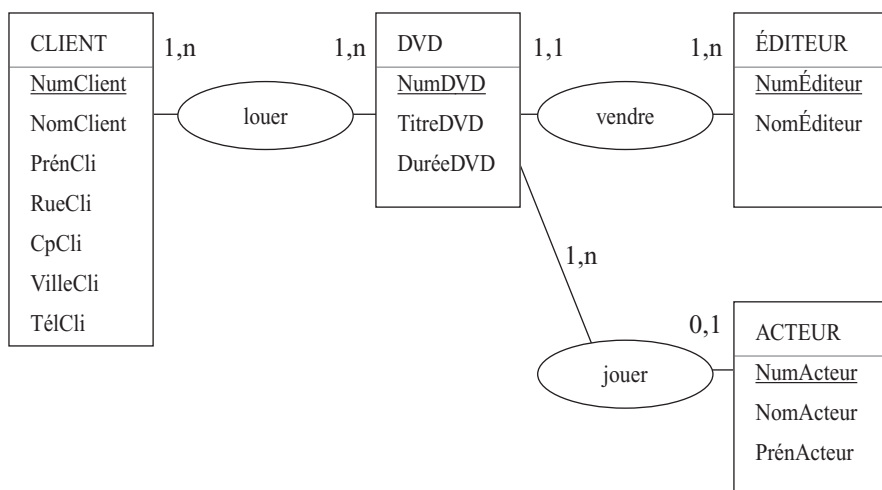 CLIENT
NumClient
NomClient
PrénCli
RueCli
CpCli
VilleCli
TélCli
1,n
louer
1,n
DVD
NumDVD
TitreDVD
DuréeDVD
1,1
vendre
1,n
ÉDITEUR
NumÉditeur
NomÉditeur
1,n
jouer
0,1
ACTEUR
NumActeur
NomActeur
PrénActeur